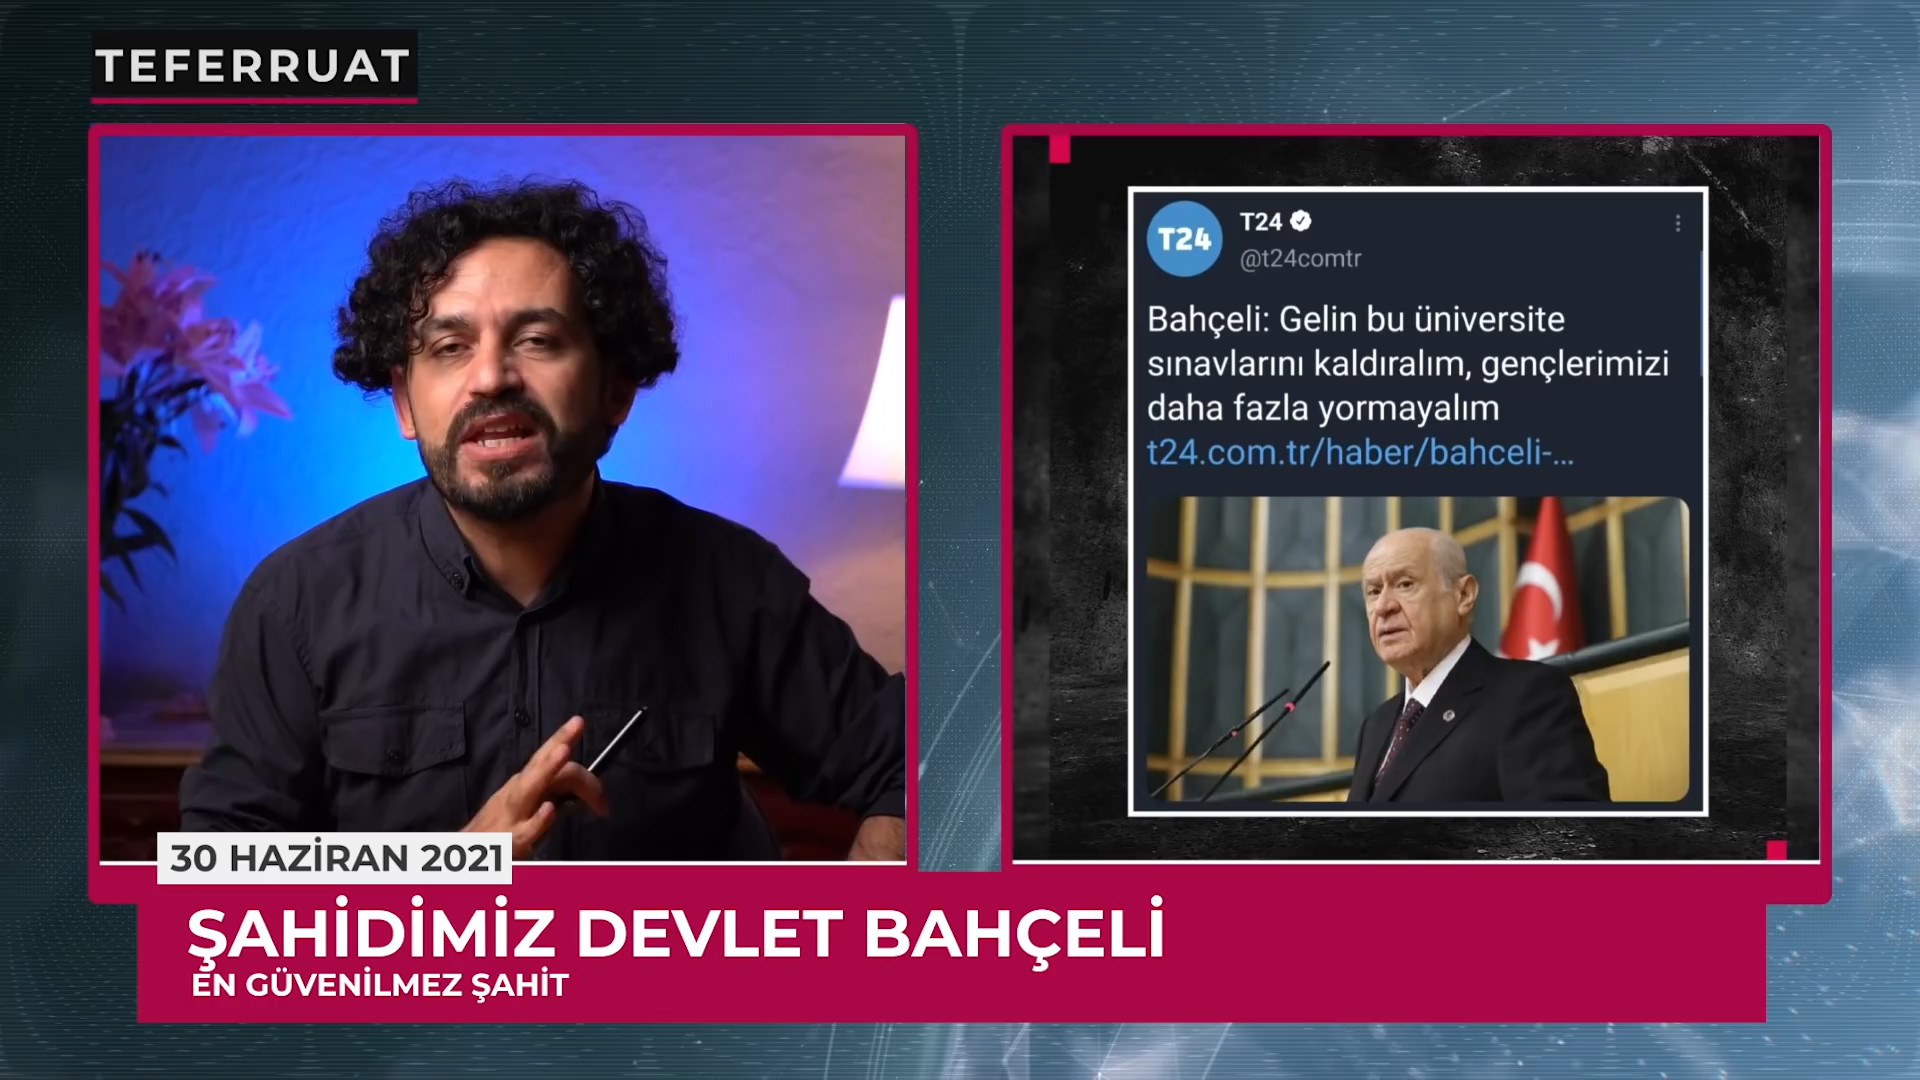 TEFERRUAT
T24
T24
@t24comtr
Bahçeli: Gelin bu üniversite
sınavlarını kaldıralım, gençlerimizi
daha fazla yormayalım
t24.com.tr/haber/bahceli-...
30 HAZİRAN 2021
ŞAHİDİMİZ DEVLET BAHÇELİ
EN GÜVENİLMEZ ŞAHİT